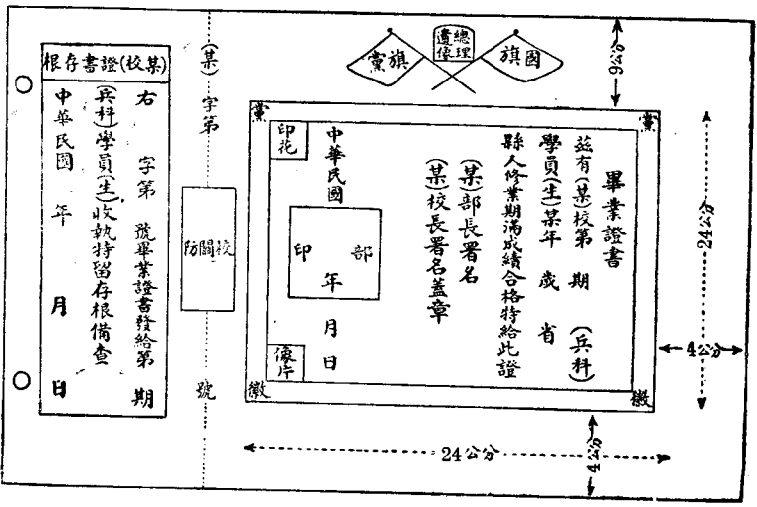 總理遺像
國旗
黨旗
9公分
黨
黨
徽
徽
畢業證書
茲有(某)校第 期 (兵科)
學員(生)某年 歲 省
縣人修業期滿成績合格特給此證
(某)部長署名
(某)校長署名蓋章
中華民國 年 月 日
部印
印花
像片
24公分
4公分
24公分
4公分
(某)字第 號
校關防
(某校)證書存根
右 字第 號畢業證書發給第 期
(兵科)學員(生)收執特留存根備查
中華民國 年 月 日